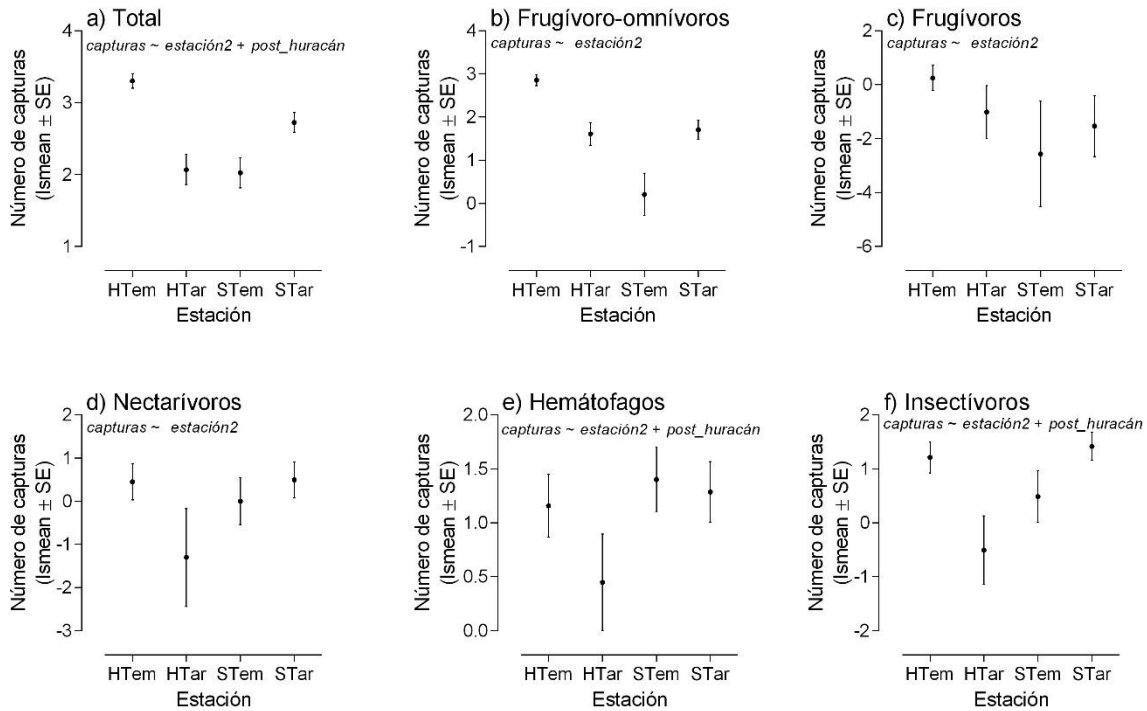 a) Total
capturas ~ estación2 + post_huracán
Número de capturas
(lsmean ± SE)
4
3
2
1
HTem HTar STem STar
Estación
b) Frugívoro-omnívoros
capturas ~ estación2
Número de capturas
(lsmean ± SE)
4
3
2
1
0
-1
HTem HTar STem STar
Estación
c) Frugívoros
capturas ~ estación2
Número de capturas
(lsmean ± SE)
2
0
-2
-4
-6
HTem HTar STem STar
Estación
d) Nectarívoros
capturas ~ estación2
Número de capturas
(lsmean ± SE)
2
1
0
-1
-2
-3
HTem HTar STem STar
Estación
e) Hemátofagos
capturas ~ estación2 + post_huracán
Número de capturas
(lsmean ± SE)
2.0
1.5
1.0
0.5
0.0
HTem HTar STem STar
Estación
f) Insectívoros
capturas ~ estación2 + post_huracán
Número de capturas
(lsmean ± SE)
2
1
0
-1
-2
HTem HTar STem STar
Estación